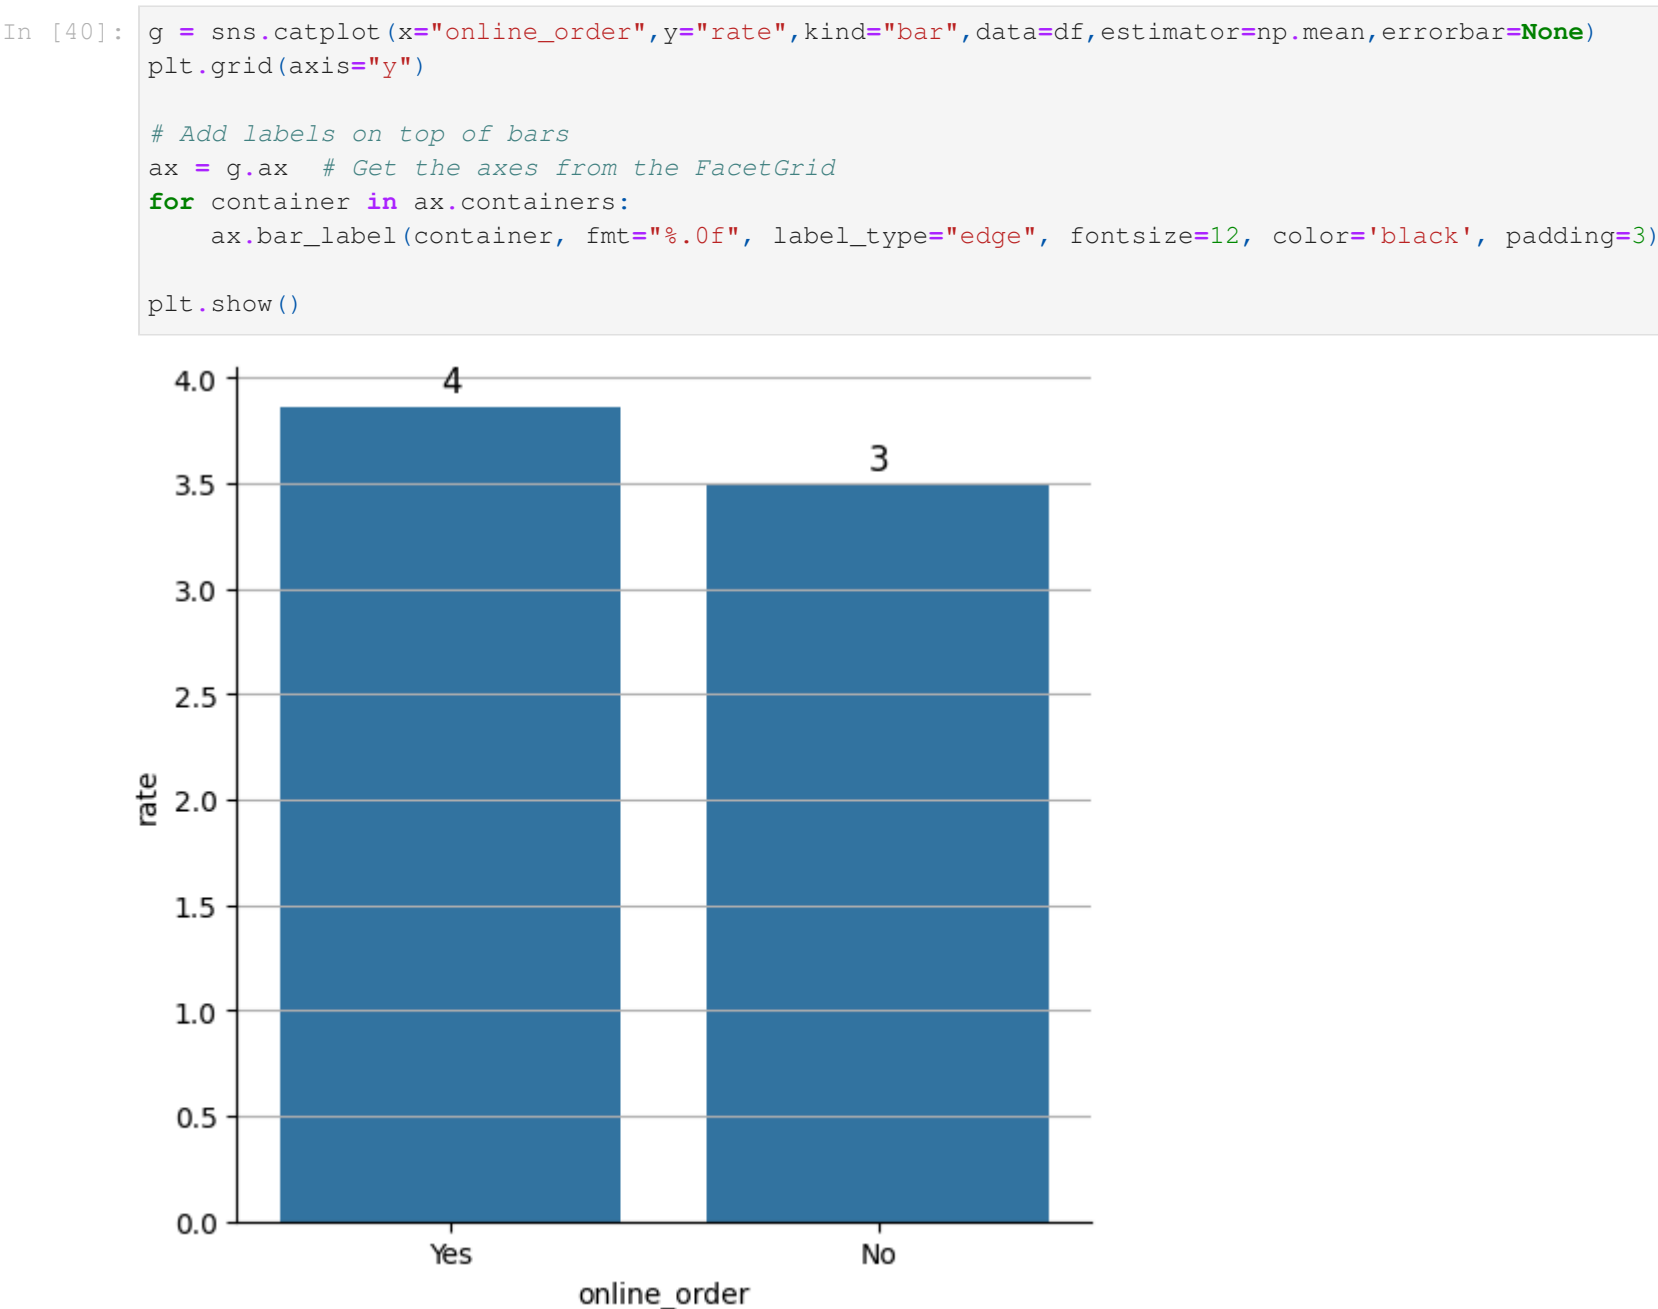 In [40]: g = sns.catplot(x="online_order",y="rate",kind="bar",data=df,estimator=np.mean,errorbar=None)
plt.grid(axis="y")
# Add labels on top of bars
ax = g.ax  # Get the axes from the FacetGrid
for container in ax.containers:
    ax.bar_label(container, fmt="%.0f", label_type="edge", fontsize=12, color='black', padding=3)
plt.show()
4.0
4
3
3.5
3.0
2.5
2.0
rate
1.5
1.0
0.5
0.0
Yes No
online_order